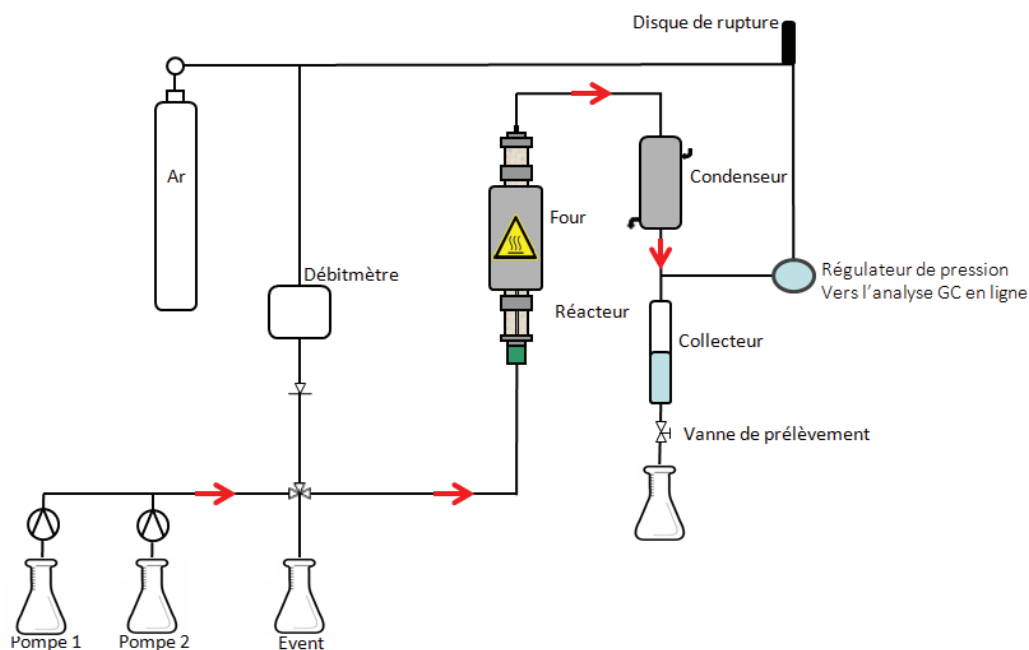 Disque de rupture
Ar
Condenseur
Four
Débitmètre
Régulateur de pression
Vers l'analyse GC en ligne
Réacteur
Collecteur
Vanne de prélèvement
Pompe 1
Pompe 2
Event